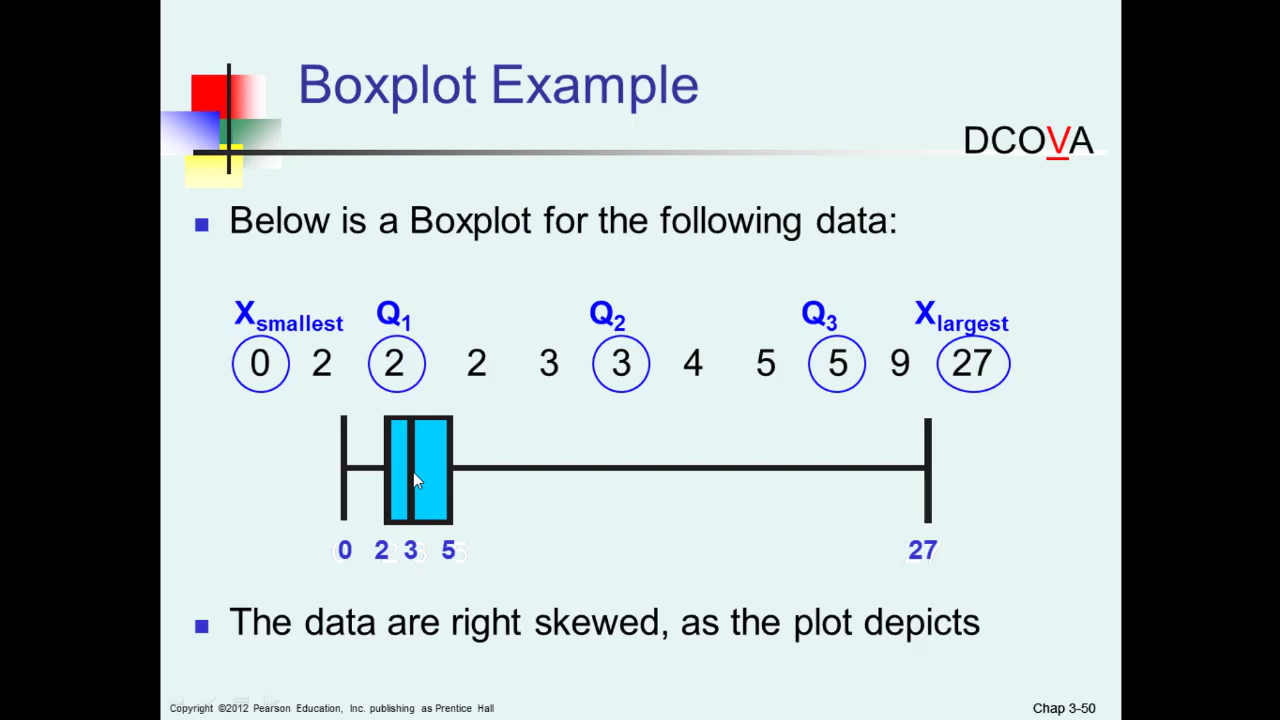 Boxplot Example
DCOVA
Below is a Boxplot for the following data:
Xsmallest Q1 Q2 Q3 Xlargest
0 2 2 2 3 3 4 5 5 9 27
0 2 3 5 27
The data are right skewed, as the plot depicts
Copyright ©2012 Pearson Education, Inc. publishing as Prentice Hall
Chap 3-50